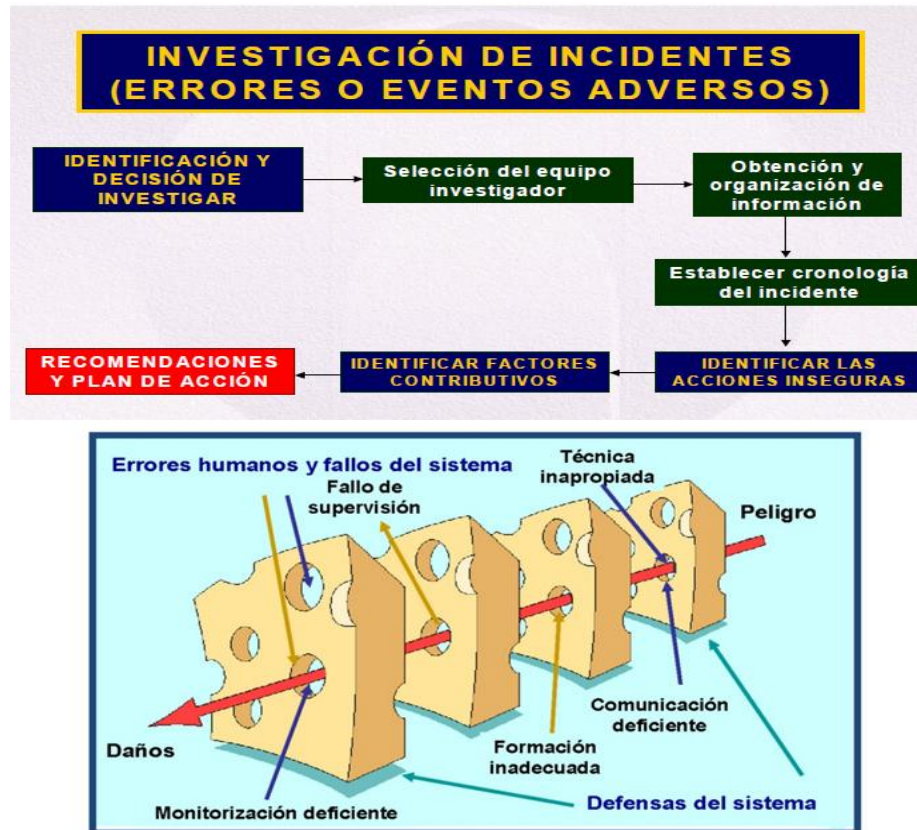 INVESTIGACIÓN DE INCIDENTES
(ERRORES O EVENTOS ADVERSOS)
IDENTIFICACIÓN Y
DECISIÓN DE
INVESTIGAR
Selección del equipo
investigador
Obtención y
organización de
información
Establecer cronología
del incidente
RECOMENDACIONES
Y PLAN DE ACCIÓN
IDENTIFICAR FACTORES
CONTRIBUTIVOS
IDENTIFICAR LAS
ACCIONES INSEGURAS
Errores humanos y fallos del sistema
Fallo de
supervisión
Técnica
inapropiada
Peligro
Daños
Monitorización deficiente
Formación
inadecuada
Comunicación
deficiente
Defensas del sistema